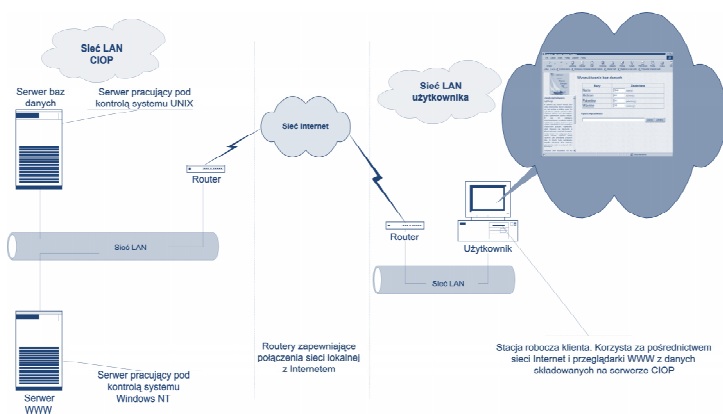 Sieć LAN
CIOP
Serwer baz
danych
Serwer pracujący pod
kontrolą systemu UNIX
Sieć Internet
Sieć LAN
użytkownika
Router
Sieć LAN
Router
Użytkownik
Sieć LAN
Serwer
WWW
Serwer pracujący pod
kontrolą systemu
Windows NT
Routery zapewniające
połączenia sieci lokalnej
z Internetem
Stacja robocza klienta. Korzysta za pośrednictwem
sieci Internet i przeglądarki WWW z danych
składowanych na serwerze CIOP